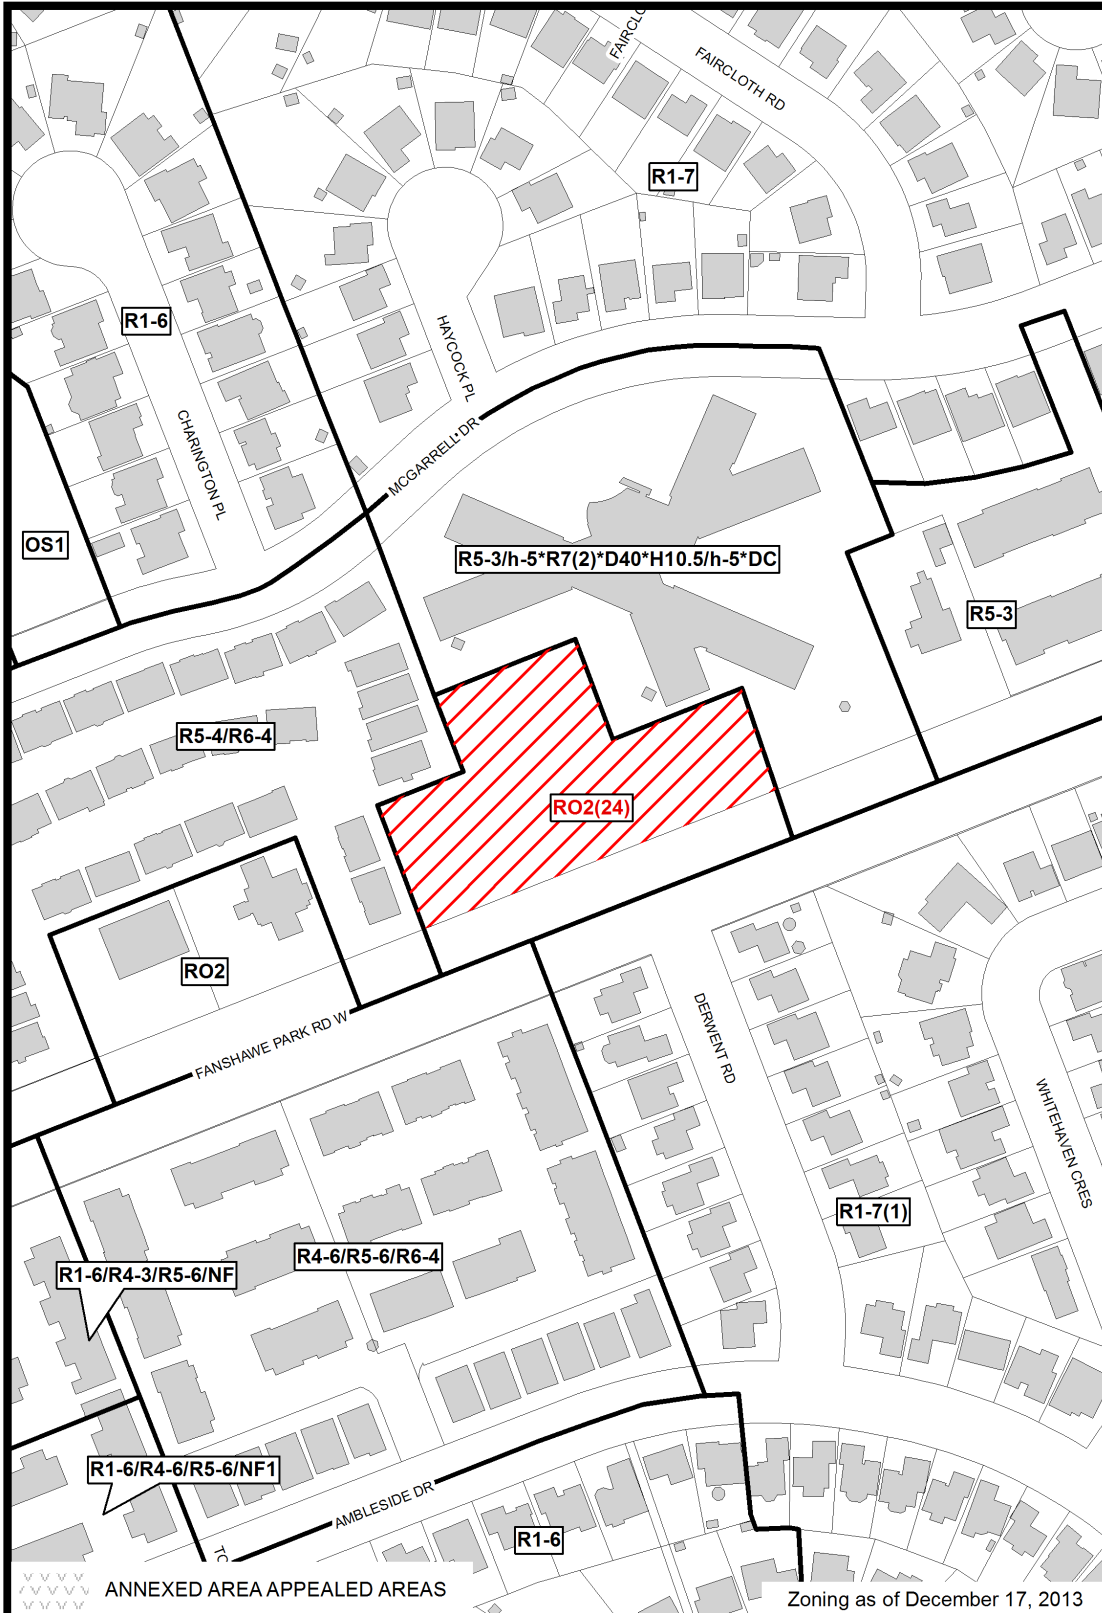 FAIRCLO
FAIRCLOTH RD
R1-7
R1-6
HAYCOCK PL
CHARINGTON PL
MCGARRELL DR
OS1
R5-3/h-5*R7(2)*D40*H10.5/h-5*DC
R5-3
R5-4/R6-4
RO2(24)
RO2
FANSHAWE PARK RD W
DERWENT RD
WHITEHAVEN CRES
R1-7(1)
R4-6/R5-6/R6-4
R1-6/R4-3/R5-6/NF
R1-6/R4-6/R5-6/NF1
AMBLESIDE DR
R1-6
TO
ANNEXED AREA APPEALED AREAS
Zoning as of December 17, 2013